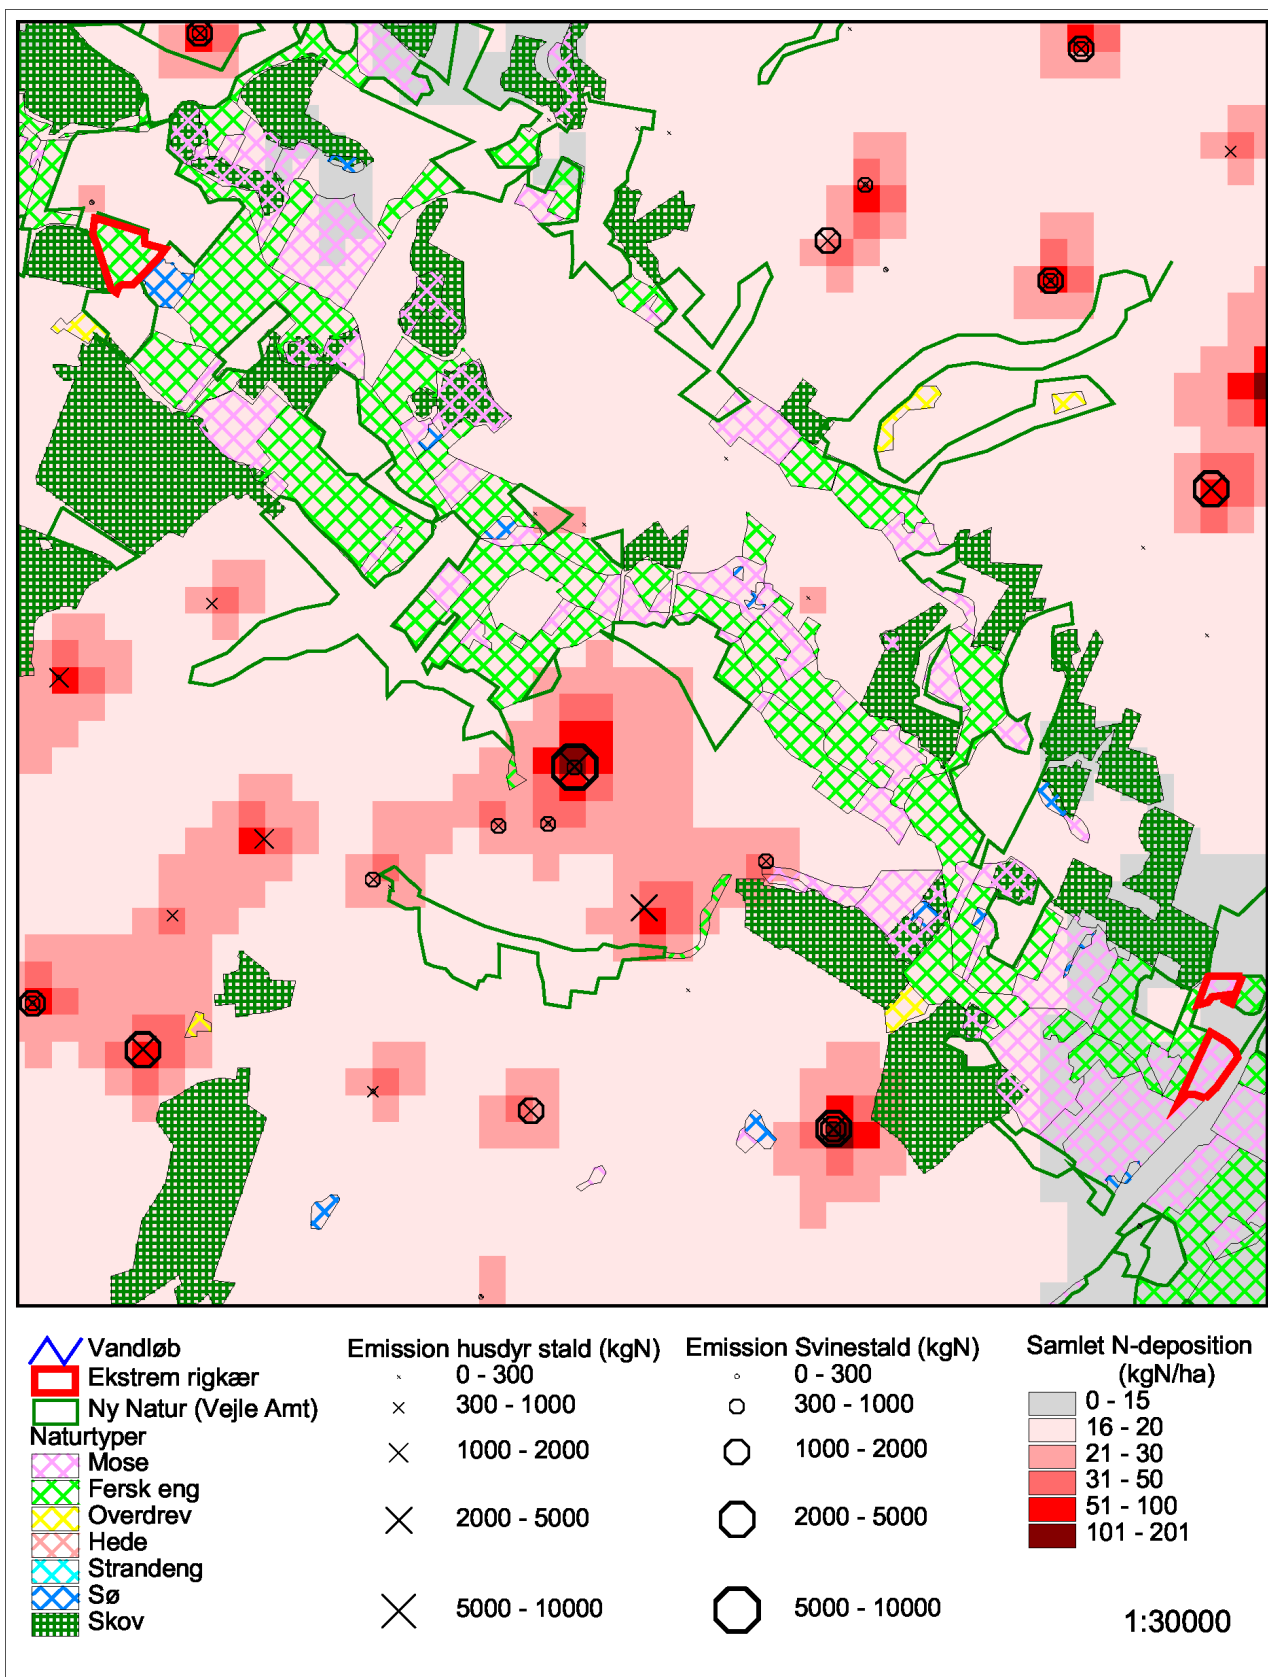 Vandløb
Ekstrem rigkær
Ny Natur (Vejle Amt)
Naturtyper
Mose
Fersk eng
Overdrev
Hede
Strandeng
Sø
Skov
Emission husdyr stald (kgN)
0 - 300
300 - 1000
1000 - 2000
2000 - 5000
5000 - 10000
Emission Svinestald (kgN)
0 - 300
300 - 1000
1000 - 2000
2000 - 5000
5000 - 10000
Samlet N-deposition
(kgN/ha)
0 - 15
16 - 20
21 - 30
31 - 50
51 - 100
101 - 201
1:30000